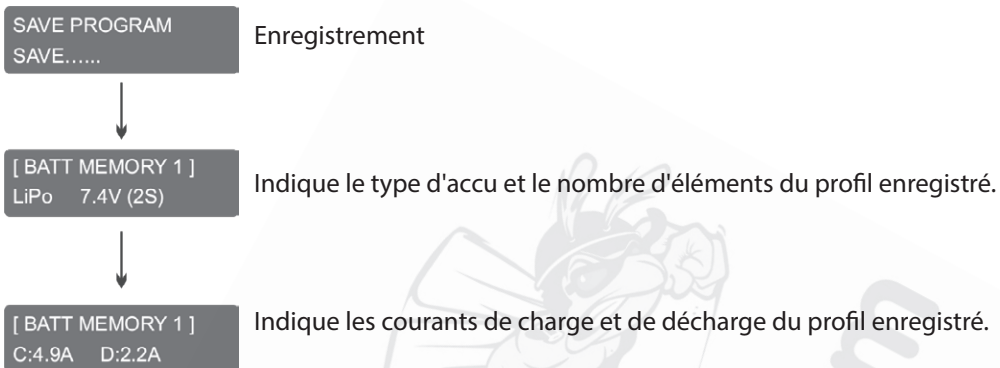 SAVE PROGRAM
SAVE......
Enregistrement
[ BATT MEMORY 1 ]
LiPo 7.4V (2S)
Indique le type d'accu et le nombre d'éléments du profil enregistré.
[ BATT MEMORY 1 ]
C:4.9A D:2.2A
Indique les courants de charge et de décharge du profil enregistré.